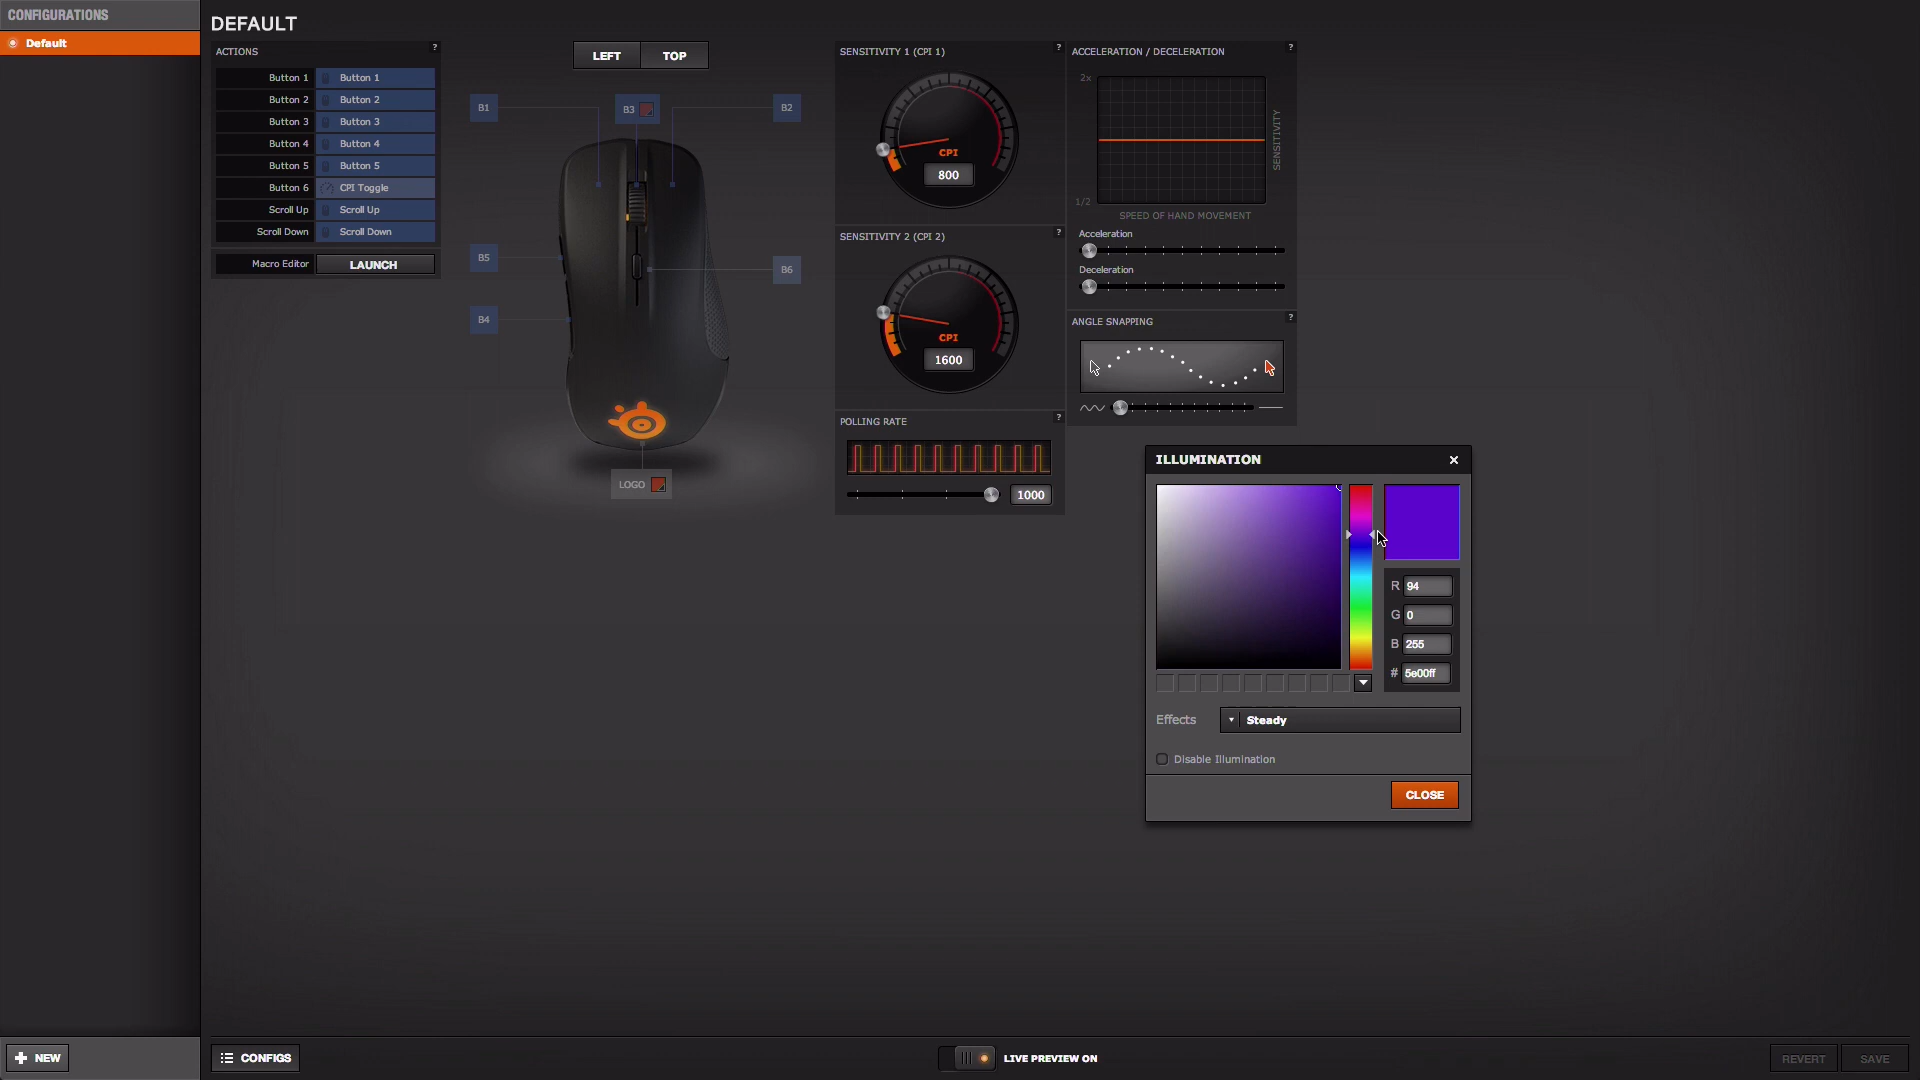 CONFIGURATIONS
Default
DEFAULT
ACTIONS
?
Button 1 Button 1
Button 2 Button 2
Button 3 Button 3
Button 4 Button 4
Button 5 Button 5
Button 6 CPI Toggle
Scroll Up Scroll Up
Scroll Down Scroll Down
Macro Editor LAUNCH
LEFT TOP
B1
B3
B2
B5
B6
B4
LOGO
SENSITIVITY 1 (CPI 1)
?
CPI
800
SENSITIVITY 2 (CPI 2)
?
CPI
1600
POLLING RATE
?
1000
ACCELERATION / DECELERATION
?
2x
SENSITIVITY
1/2
SPEED OF HAND MOVEMENT
Acceleration
Deceleration
ANGLE SNAPPING
?
ILLUMINATION
R 94
G 0
B 255
# 5e00ff
Effects Steady
Disable Illumination
CLOSE
NEW
CONFIGS
LIVE PREVIEW ON
REVERT SAVE